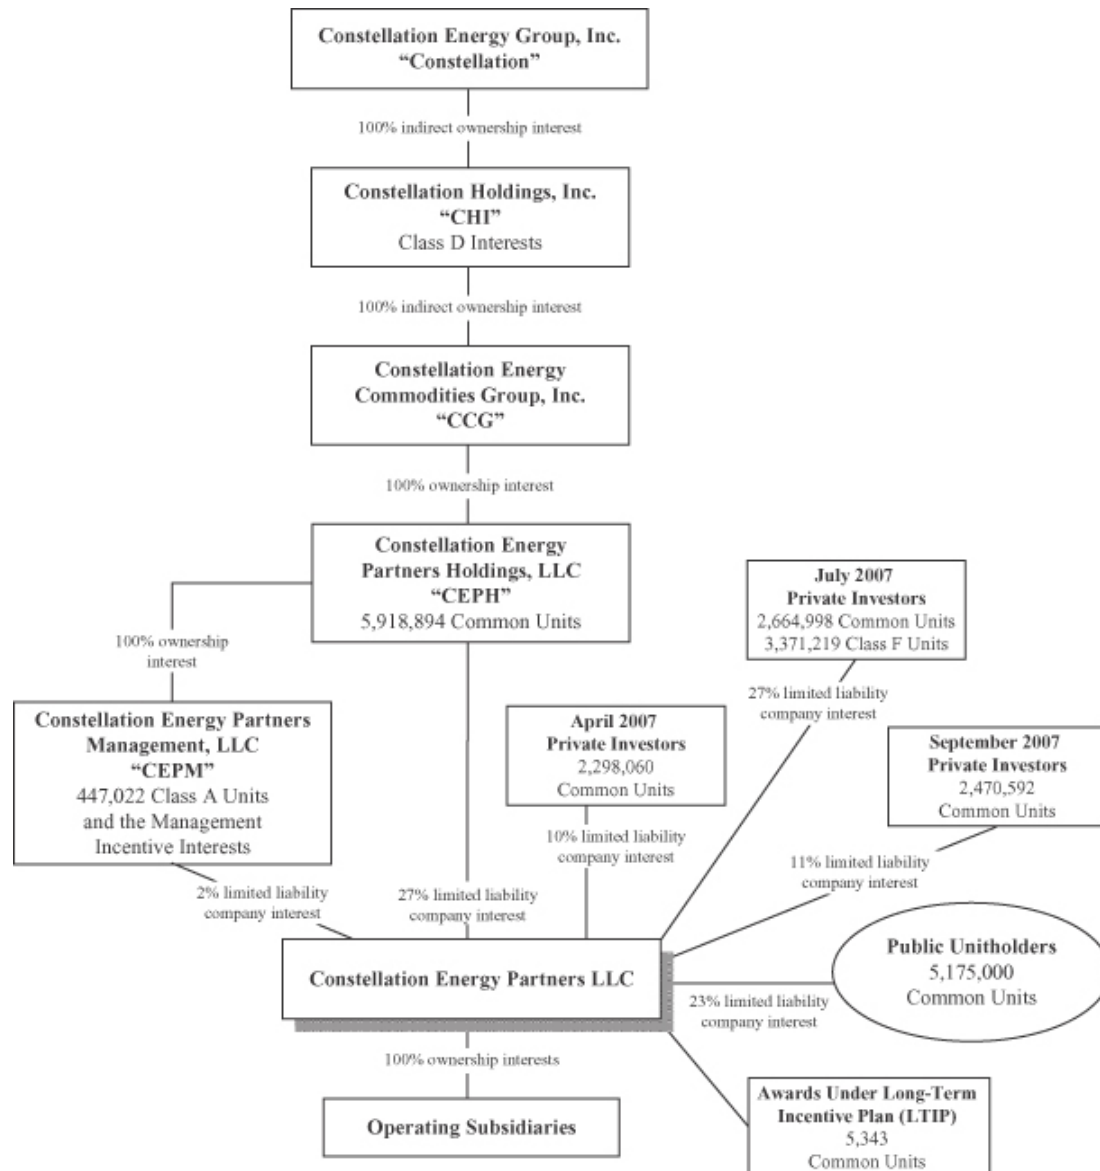 Constellation Energy Group, Inc.
“Constellation”
100% indirect ownership interest
Constellation Holdings, Inc.
“CHI”
Class D Interests
100% indirect ownership interest
Constellation Energy
Commodities Group, Inc.
“CCG”
100% ownership interest
Constellation Energy
Partners Holdings, LLC
“CEPH”
5,918,894 Common Units
July 2007
Private Investors
2,664,998 Common Units
3,371,219 Class F Units
100% ownership
interest
27% limited liability
company interest
Constellation Energy Partners
Management, LLC
“CEPM”
447,022 Class A Units
and the Management
Incentive Interests
April 2007
Private Investors
2,298,060
Common Units
September 2007
Private Investors
2,470,592
Common Units
10% limited liability
company interest
11% limited liability
company interest
2% limited liability
company interest
27% limited liability
company interest
Constellation Energy Partners LLC
Public Unitholders
5,175,000
Common Units
23% limited liability
company interest
100% ownership interests
Operating Subsidiaries
Awards Under Long-Term
Incentive Plan (LTIP)
5,343
Common Units